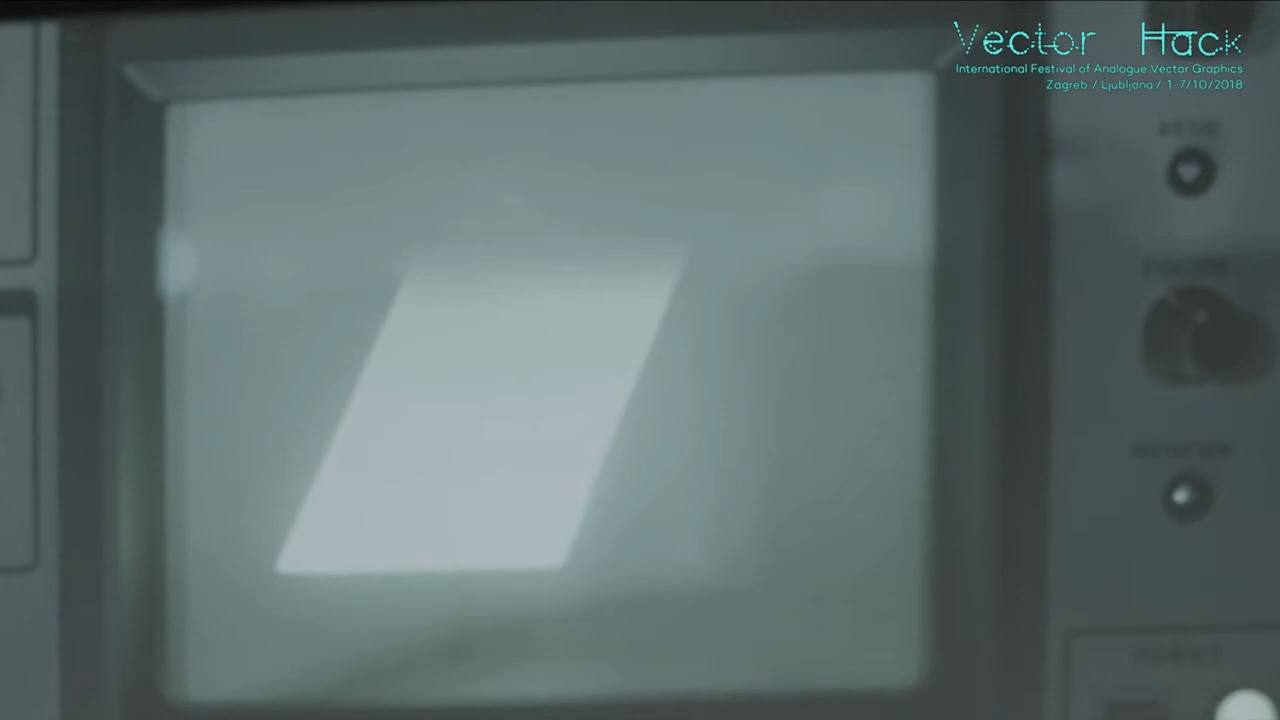 Vector Hack
International Festival of Analogue Vector Graphics
Zagreb / Ljubljana / 1-7/10/2018